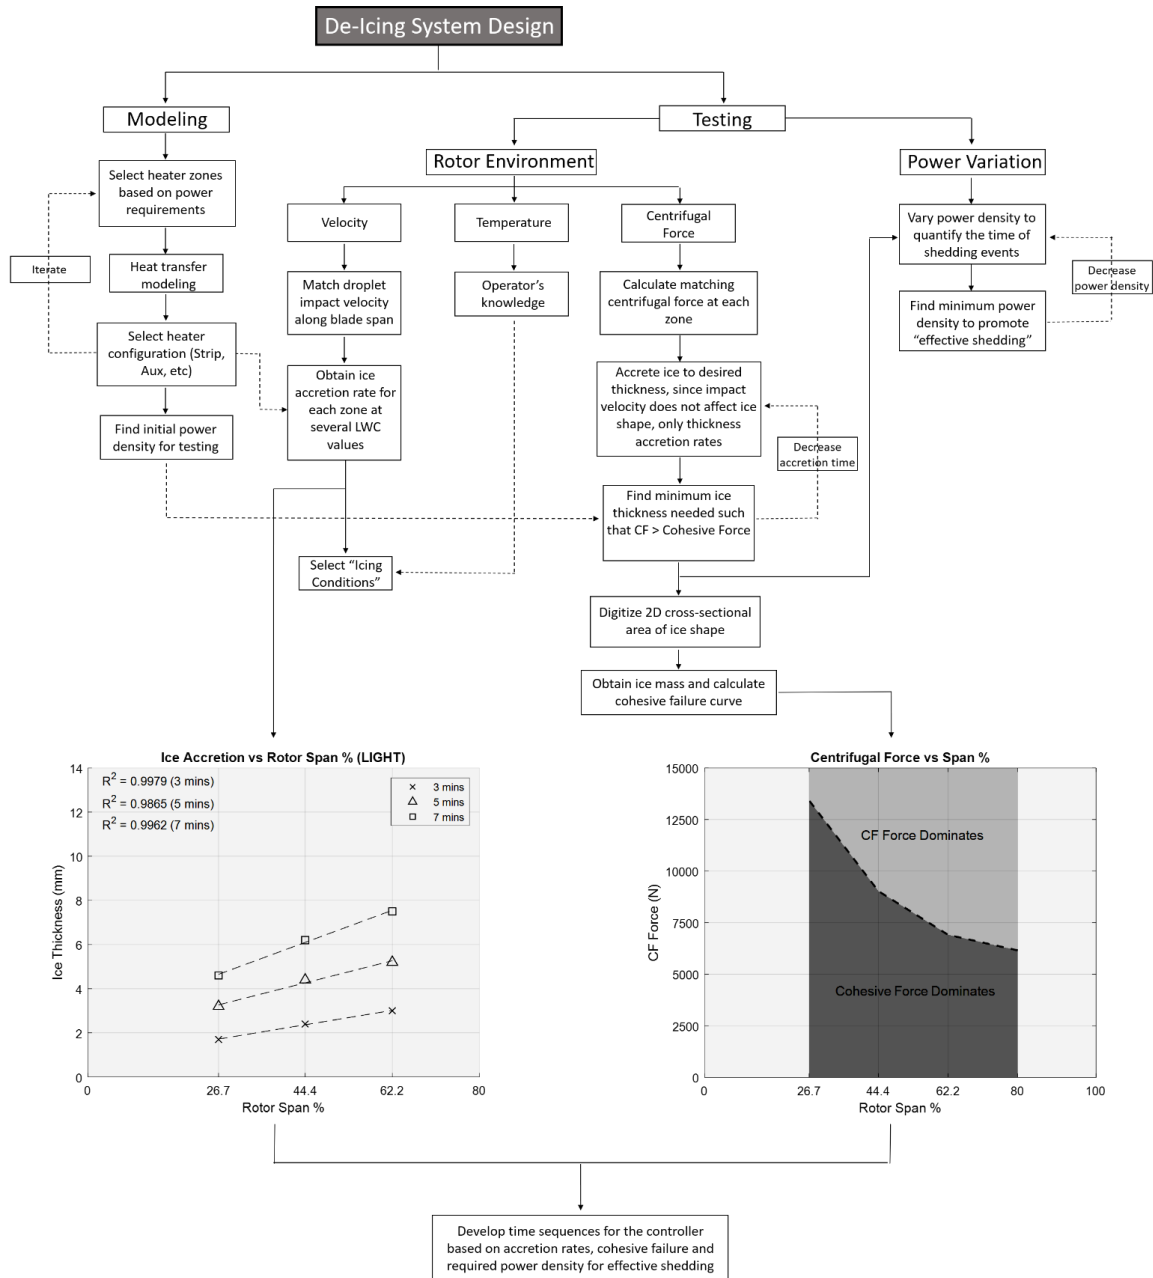 De-Icing System Design
Modeling
Testing
Rotor Environment
Power Variation
Select heater zones
based on power
requirements
Velocity
Temperature
Centrifugal
Force
Vary power density to
quantify the time of
shedding events
Iterate
Heat transfer
modeling
Match droplet
impact velocity
along blade span
Operator's
knowledge
Calculate matching
centrifugal force at each
zone
Decrease
power density
Find minimum power
density to promote
“effective shedding”
Select heater
configuration (Strip,
Aux, etc)
Obtain ice
accretion rate for
each zone at
several LWC
values
Accrete ice to desired
thickness, since impact
velocity does not affect ice
shape, only thickness
accretion rates
Find initial power
density for testing
Decrease
accretion time
Find minimum ice
thickness needed such
that CF > Cohesive Force
Select “Icing
Conditions”
Digitize 2D cross-sectional
area of ice shape
Obtain ice mass and calculate
cohesive failure curve
Ice Accretion vs Rotor Span % (LIGHT)
R² = 0.9979 (3 mins)
R² = 0.9865 (5 mins)
R² = 0.9962 (7 mins)
3 mins
5 mins
7 mins
14
12
10
8
6
4
2
0
Ice Thickness (mm)
0 26.7 44.4 62.2 80
Rotor Span %
Centrifugal Force vs Span %
15000
12500
10000
7500
5000
2500
0
CF Force (N)
CF Force Dominates
Cohesive Force Dominates
0 26.7 44.4 62.2 80 100
Rotor Span %
Develop time sequences for the controller
based on accretion rates, cohesive failure and
required power density for effective shedding